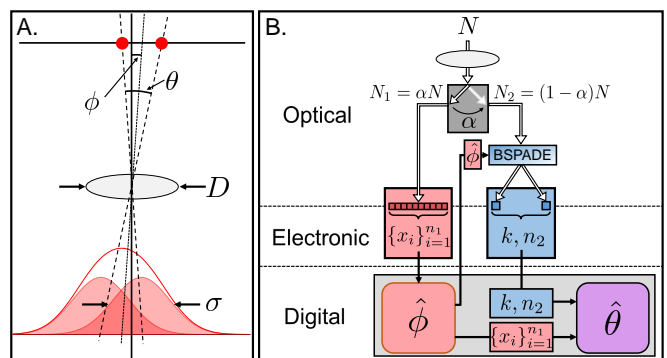 A.
ϕ
θ
D
σ
B.
N
N₁ = αN
N₂ = (1 − α)N
α
Optical
ϕ̂
BSPADE
Electronic
{xᵢ}ⁿ¹ᵢ₌₁
k, n₂
Digital
ϕ̂
k, n₂
{xᵢ}ⁿ¹ᵢ₌₁
θ̂